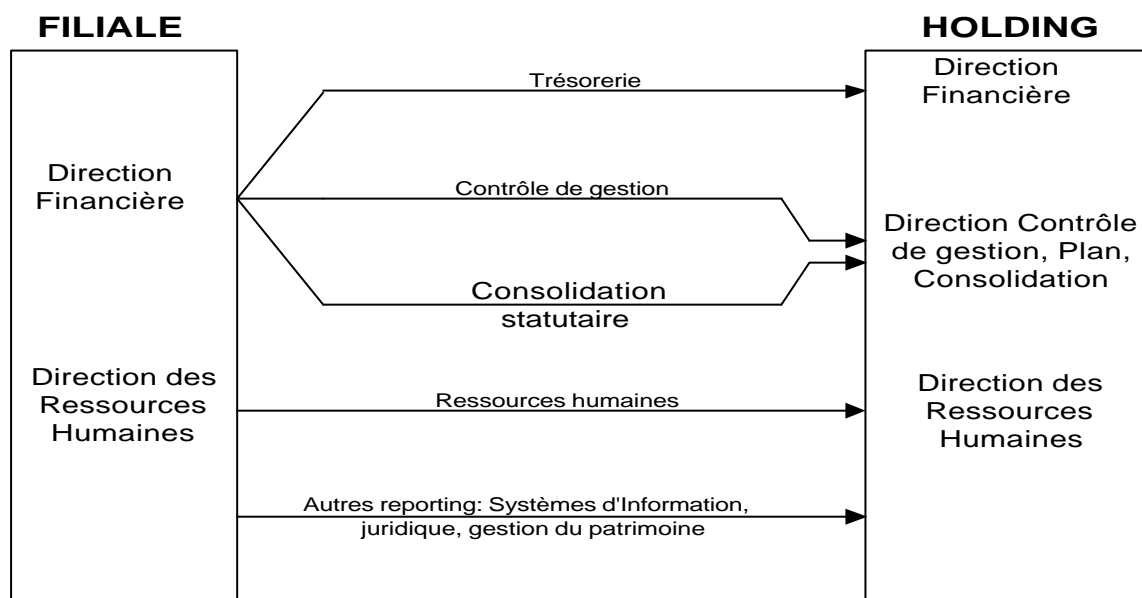 FILIALE
HOLDING
Direction
Financière
Trésorerie
Direction
Financière
Contrôle de gestion
Direction Contrôle
de gestion, Plan,
Consolidation
Consolidation
statutaire
Direction des
Ressources
Humaines
Ressources humaines
Direction des
Ressources
Humaines
Autres reporting: Systèmes d'Information,
juridique, gestion du patrimoine